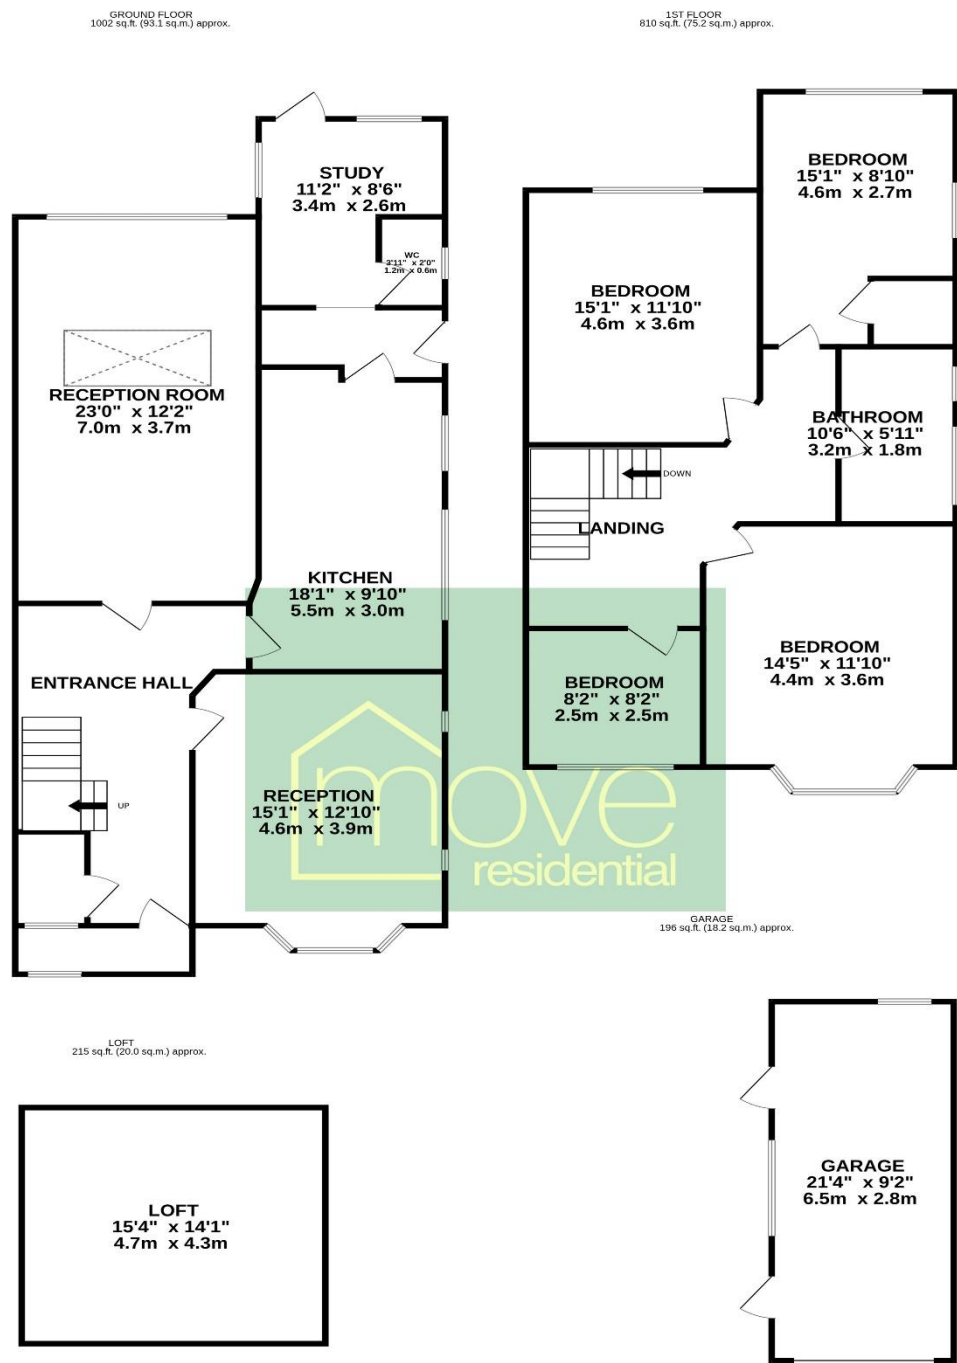 GROUND FLOOR
1002 sq.ft. (93.1 sq.m.) approx.
1ST FLOOR
810 sq.ft. (75.2 sq.m.) approx.
STUDY
11'2" x 8'6"
3.4m x 2.6m
WC
3'11" x 2'0"
1.2m x 0.6m
RECEPTION ROOM
23'0" x 12'2"
7.0m x 3.7m
KITCHEN
18'1" x 9'10"
5.5m x 3.0m
ENTRANCE HALL
UP
RECEPTION
15'1" x 12'10"
4.6m x 3.9m
BEDROOM
15'1" x 8'10"
4.6m x 2.7m
BEDROOM
15'1" x 11'10"
4.6m x 3.6m
BATHROOM
10'6" x 5'11"
3.2m x 1.8m
DOWN
LANDING
BEDROOM
14'5" x 11'10"
4.4m x 3.6m
BEDROOM
8'2" x 8'2"
2.5m x 2.5m
move
residential
GARAGE
196 sq.ft. (18.2 sq.m.) approx.
LOFT
215 sq.ft. (20.0 sq.m.) approx.
LOFT
15'4" x 14'1"
4.7m x 4.3m
GARAGE
21'4" x 9'2"
6.5m x 2.8m